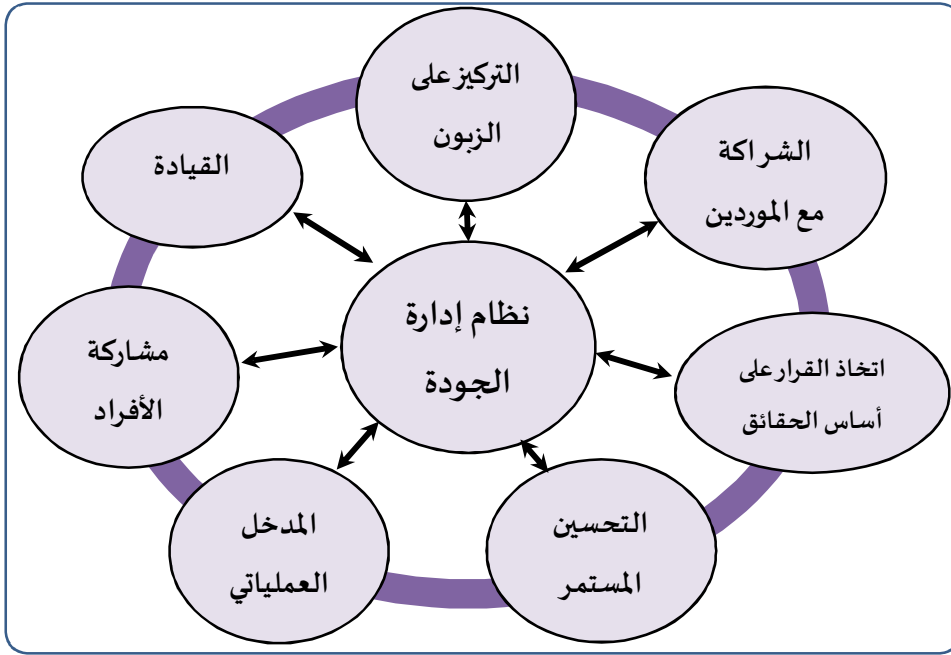 التركيز على
الزبون
الشراكة
مع الموردين
القيادة
نظام إدارة
الجودة
اتخاذ القرار على
أساس الحقائق
مشاركة
الأفراد
التحسين
المستمر
المدخل
العملياتي